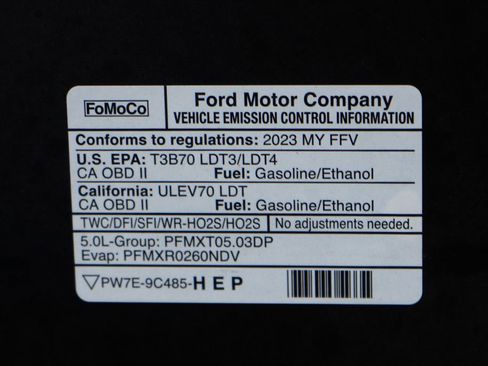 FoMoCo
Ford Motor Company
VEHICLE EMISSION CONTROL INFORMATION
Conforms to regulations: 2023 MY FFV
U.S. EPA: T3B70 LDT3/LDT4
CA OBD II Fuel: Gasoline/Ethanol
California: ULEV70 LDT
CA OBD II Fuel: Gasoline/Ethanol
TWC/DFI/SFI/WR-HO2S/HO2S No adjustments needed.
5.0L-Group: PFMXT05.03DP
Evap: PFMXR0260NDV
PW7E-9C485-HEP